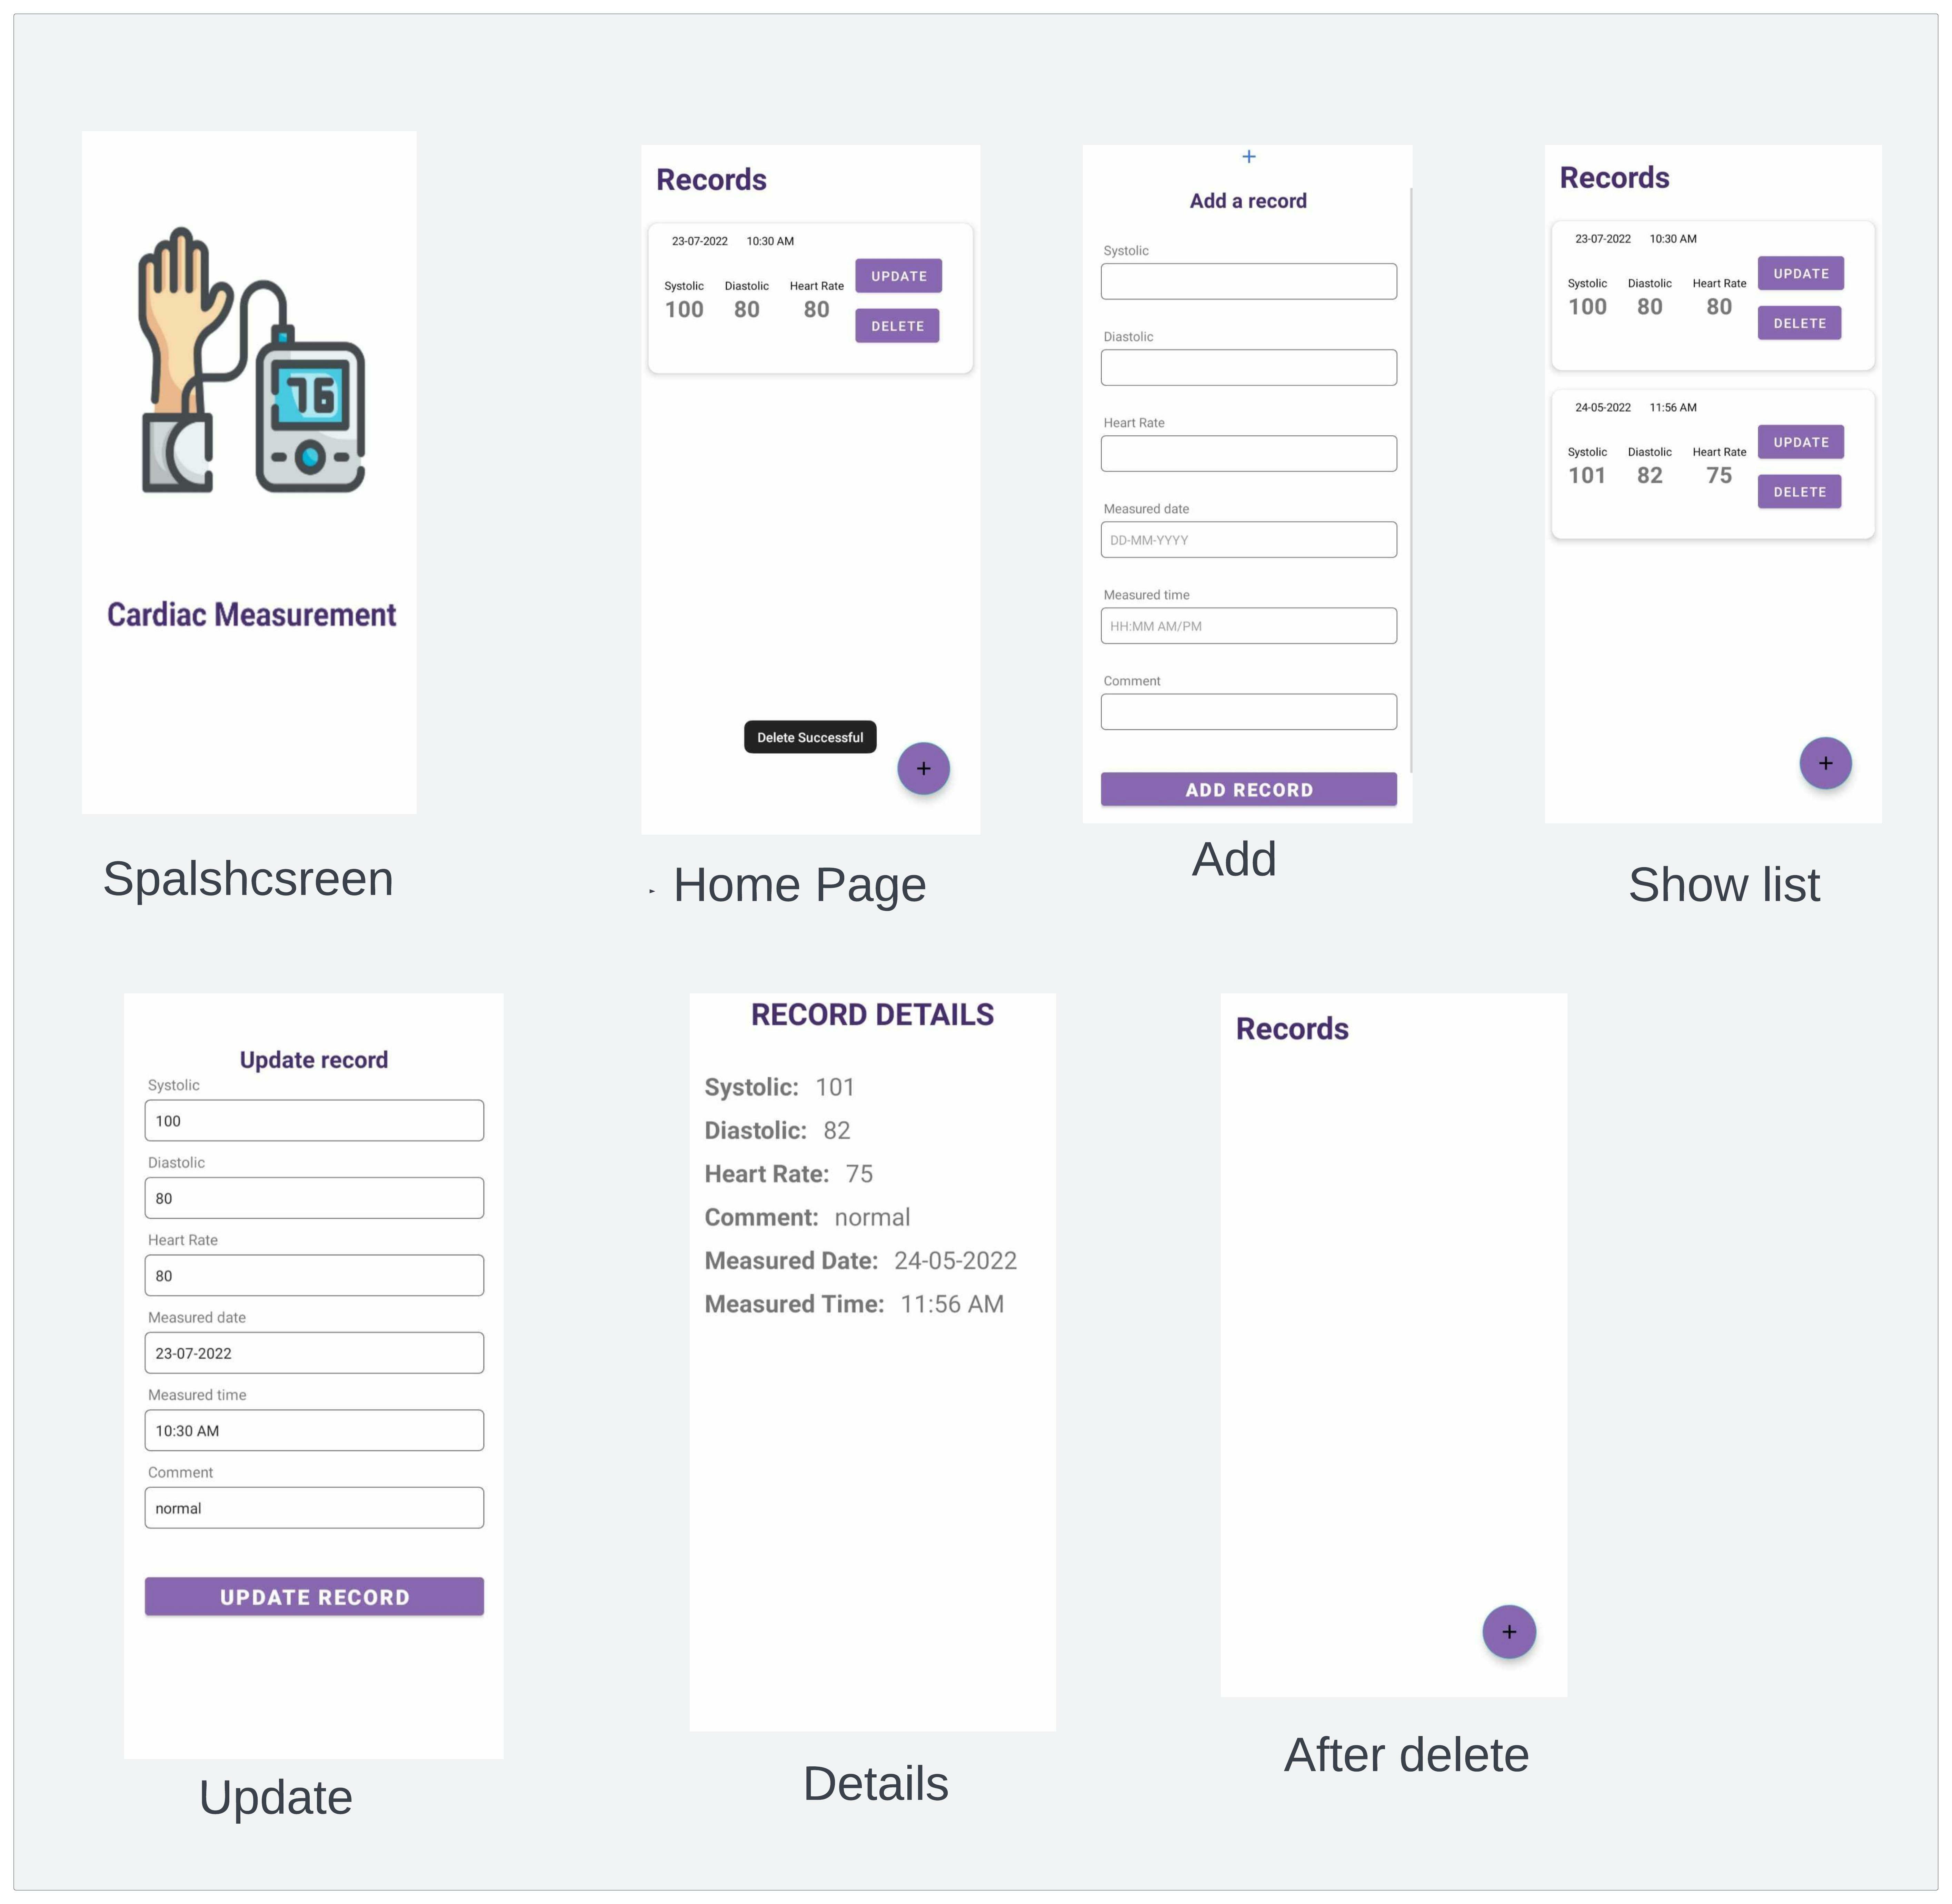 76
Cardiac Measurement
Spalshcsreen
Records
23-07-2022 10:30 AM
Systolic Diastolic Heart Rate
100 80 80
UPDATE
DELETE
Delete Successful
+
Home Page
+
Add a record
Systolic
Diastolic
Heart Rate
Measured date
DD-MM-YYYY
Measured time
HH:MM AM/PM
Comment
ADD RECORD
Add
Records
23-07-2022 10:30 AM
Systolic Diastolic Heart Rate
100 80 80
UPDATE
DELETE
24-05-2022 11:56 AM
Systolic Diastolic Heart Rate
101 82 75
UPDATE
DELETE
+
Show list
Update record
Systolic
100
Diastolic
80
Heart Rate
80
Measured date
23-07-2022
Measured time
10:30 AM
Comment
normal
UPDATE RECORD
Update
RECORD DETAILS
Systolic: 101
Diastolic: 82
Heart Rate: 75
Comment: normal
Measured Date: 24-05-2022
Measured Time: 11:56 AM
Details
Records
+
After delete